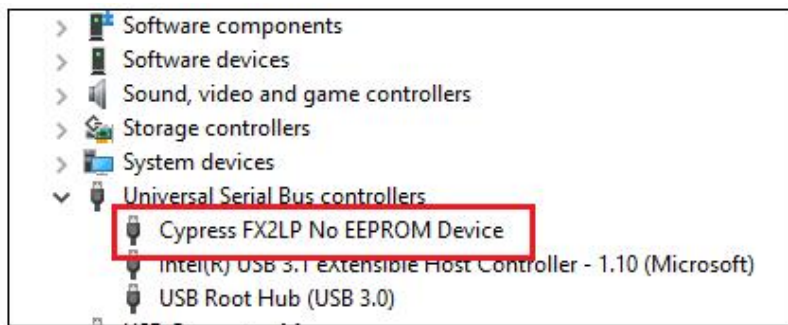 Software components
Software devices
Sound, video and game controllers
Storage controllers
System devices
Universal Serial Bus controllers
Cypress FX2LP No EEPROM Device
Intel(R) USB 3.1 eXtensible Host Controller - 1.10 (Microsoft)
USB Root Hub (USB 3.0)